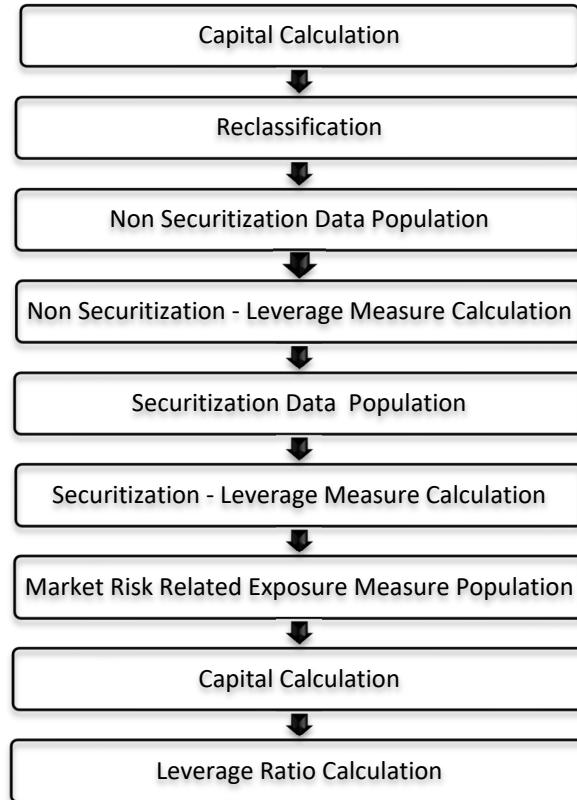 Capital Calculation
Reclassification
Non Securitization Data Population
Non Securitization - Leverage Measure Calculation
Securitization Data  Population
Securitization - Leverage Measure Calculation
Market Risk Related Exposure Measure Population
Capital Calculation
Leverage Ratio Calculation